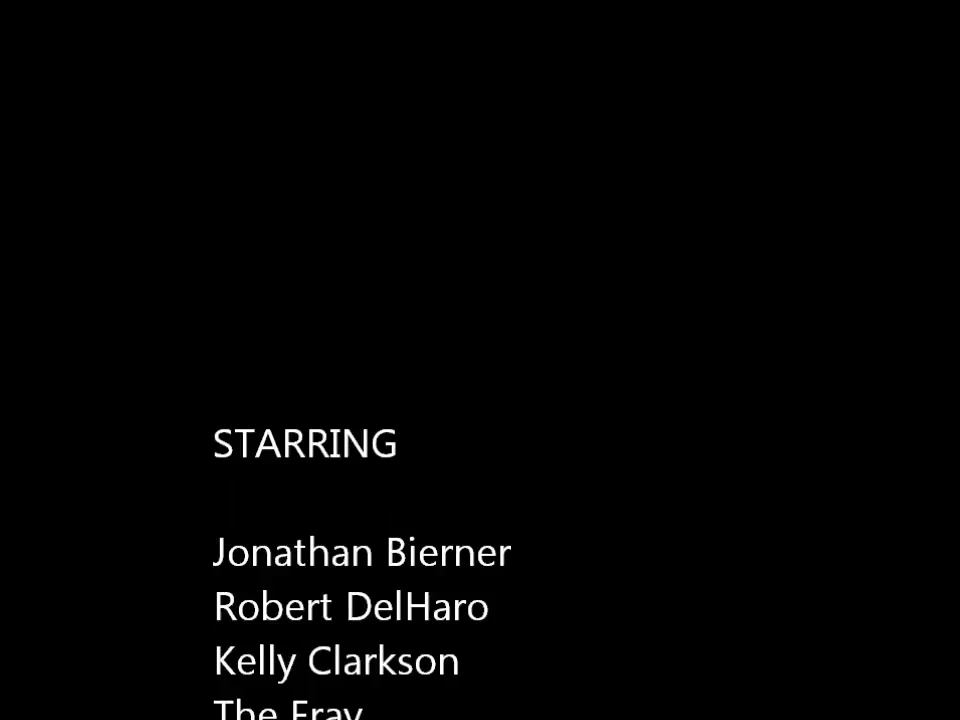 STARRING
Jonathan Bierner
Robert DelHaro
Kelly Clarkson
The Fray